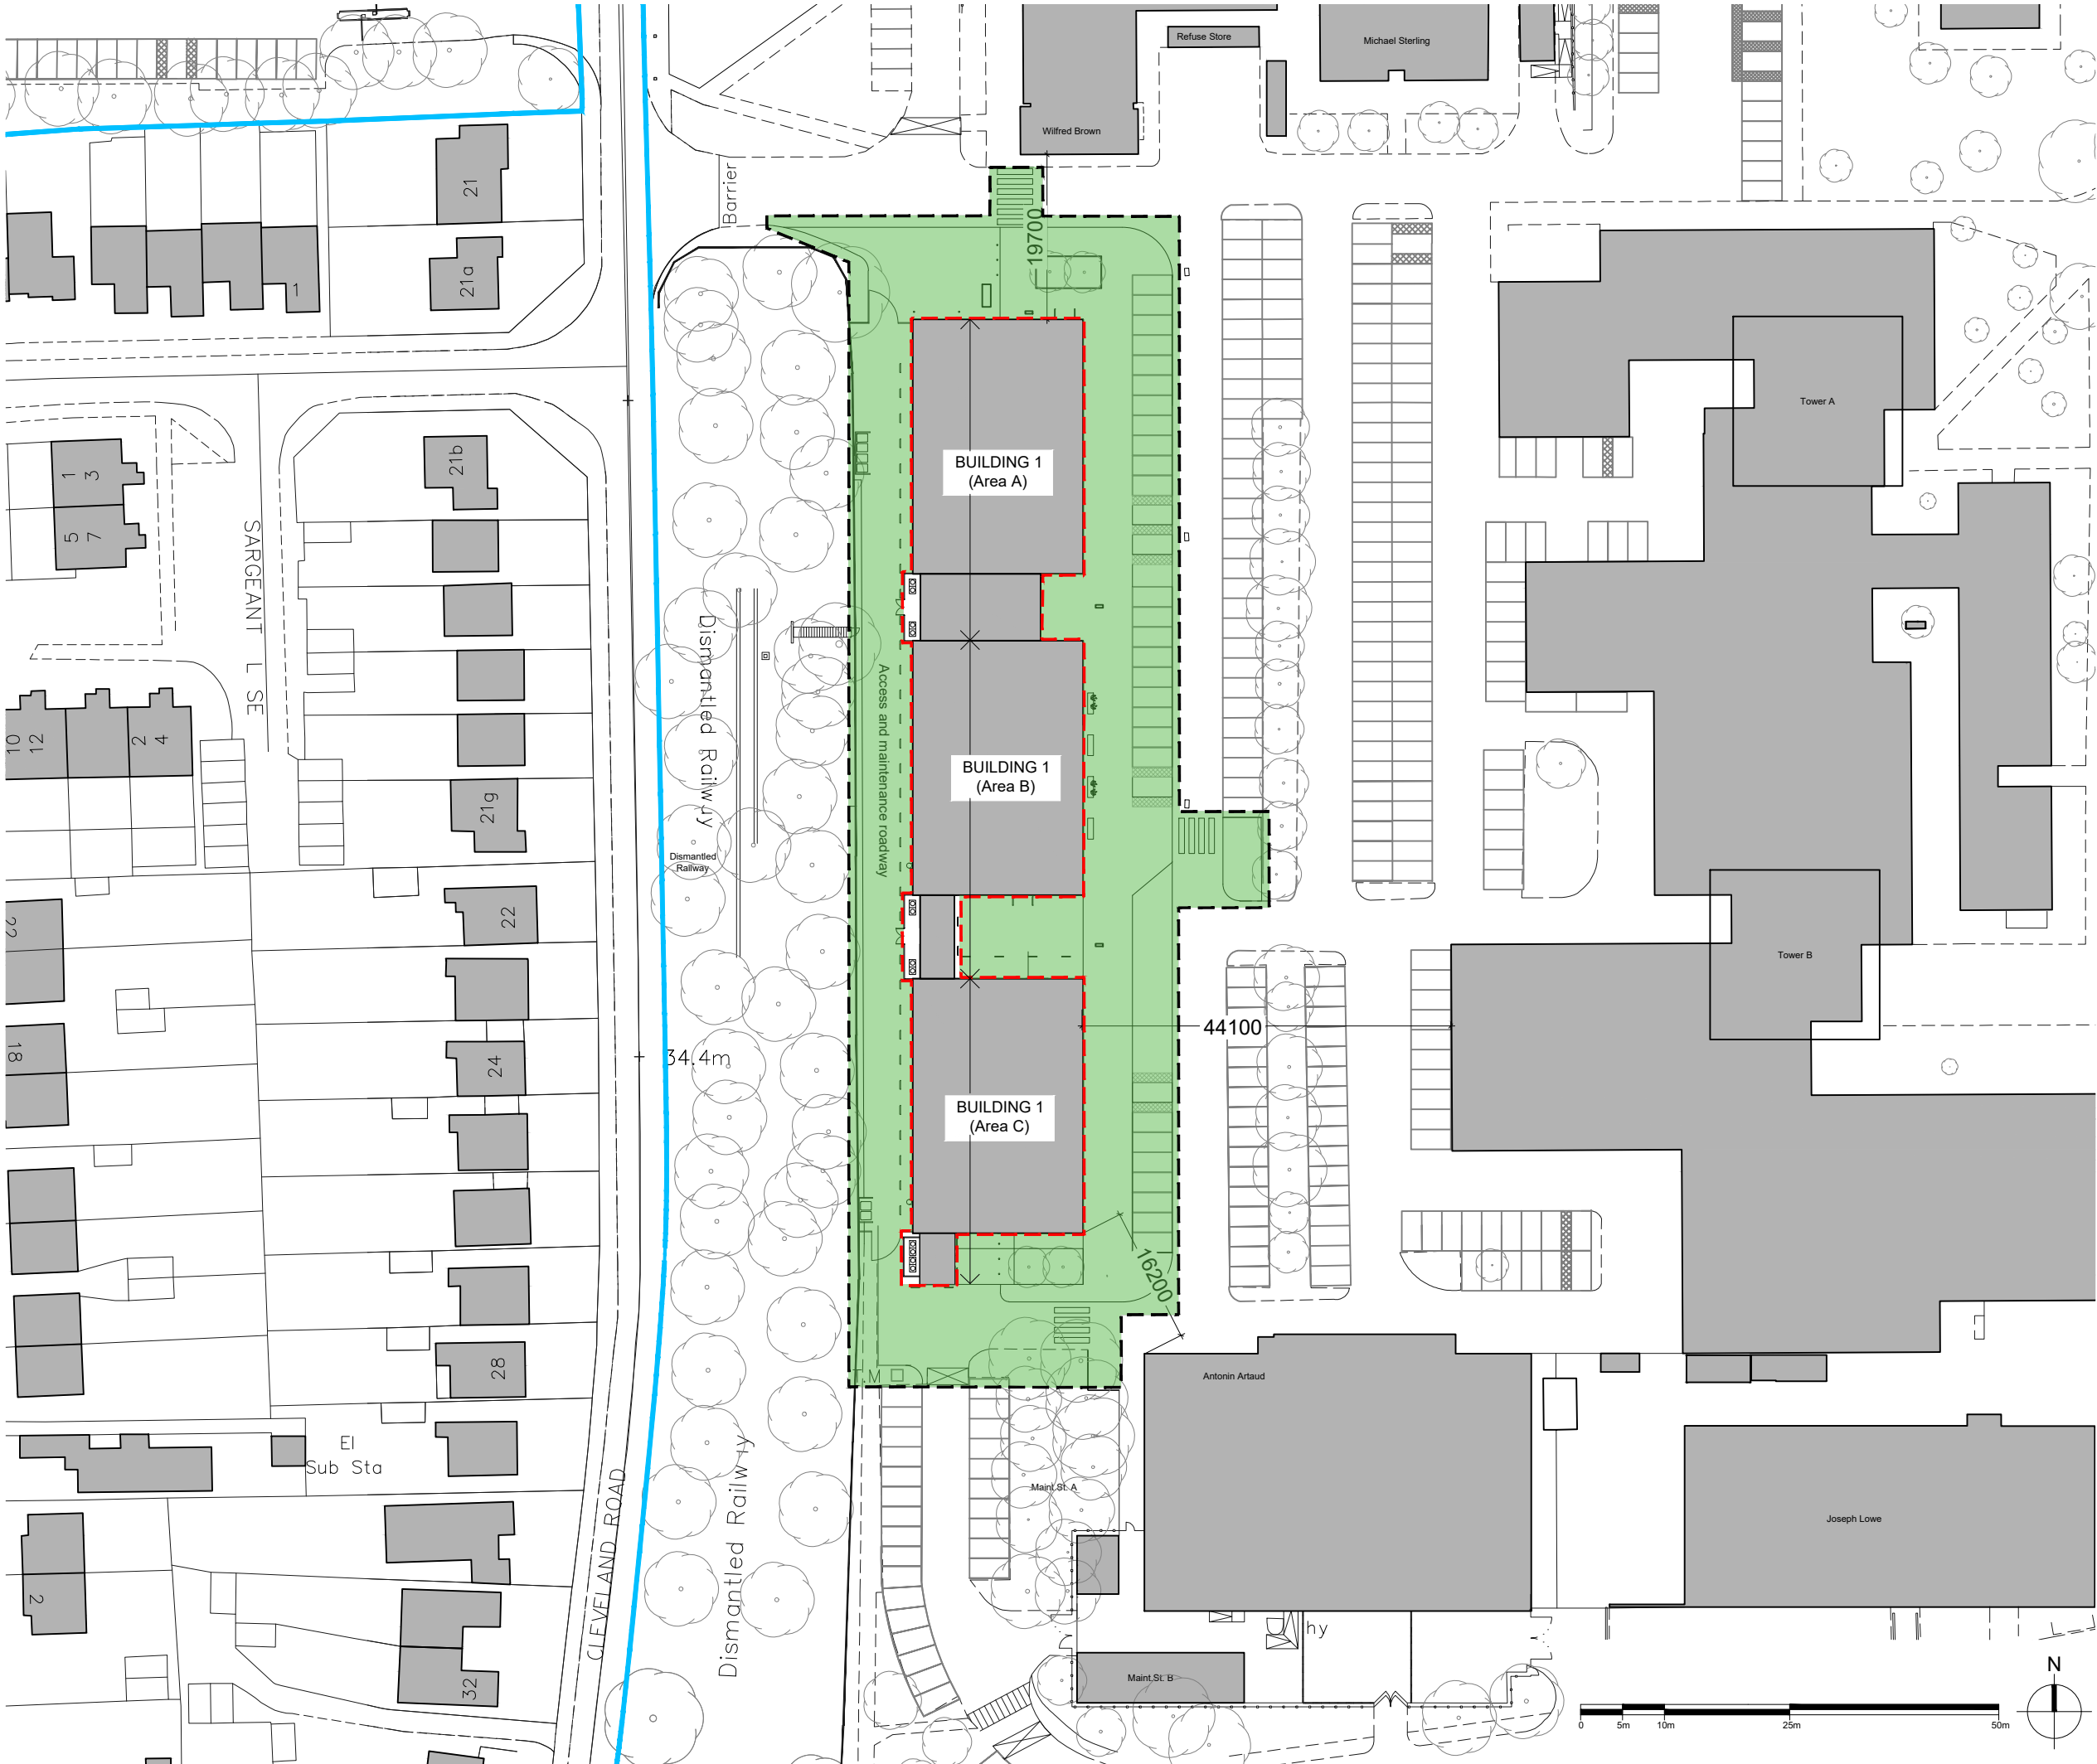 Refuse Store
Michael Sterling
Wilfred Brown
Barrier
21
19700
21a
1
Tower A
21b
BUILDING 1
(Area A)
1
3
5
7
SARGEANT
L
SE
Dismantled Railw
y
Access and maintenance roadway
10
12
2
4
BUILDING 1
(Area B)
21g
Dismantled
Railway
22
22
Tower B
44100
18
24
34.4m
BUILDING 1
(Area C)
16200
28
M
Antonin Artaud
El
Sub Sta
CLEVELAND ROAD
Dismantled Railw
y
Maint.St. A
Joseph Lowe
2
32
hy
Maint.St. B
N
0
5m
10m
25m
50m